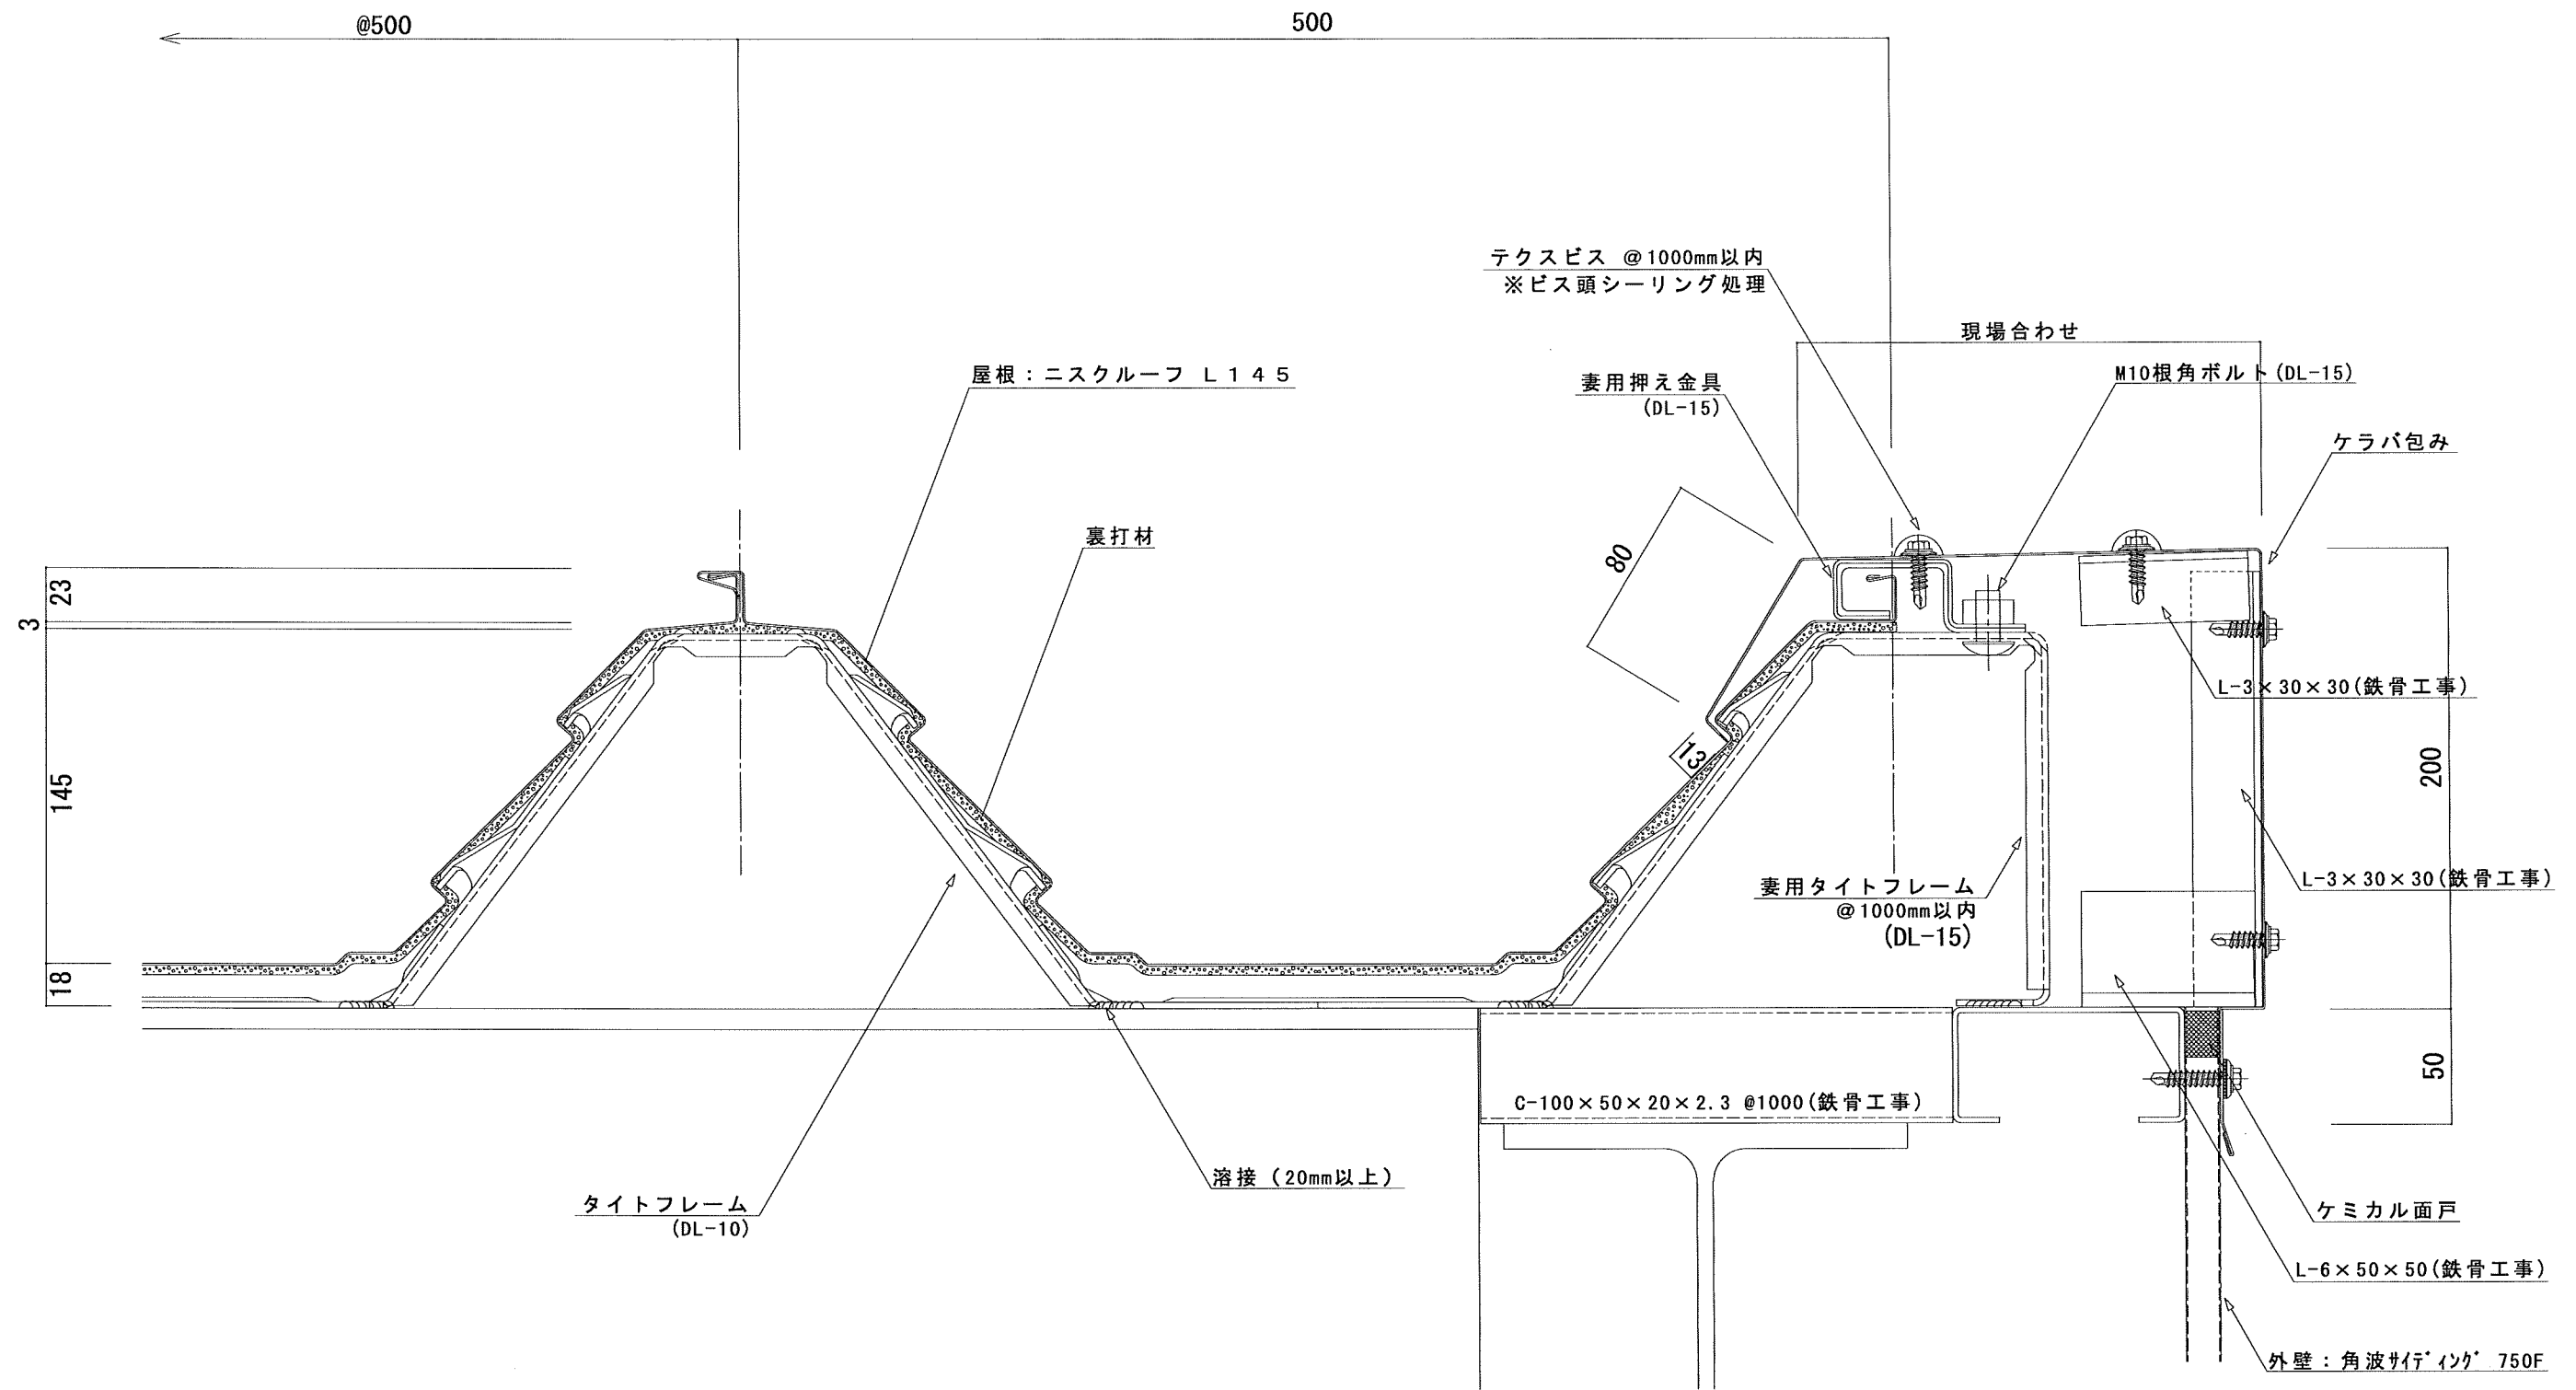 @500
500
テクスビス @1000mm以内
※ビス頭シーリング処理
現場合わせ
屋根：ニスクルーフ L145
妻用押え金具
(DL-15)
M10根角ボルト(DL-15)
ケラバ包み
裏打材
80
23
3
L-3×30×30(鉄骨工事)
13
145
200
妻用タイトフレーム
@1000mm以内
(DL-15)
L-3×30×30(鉄骨工事)
18
50
C-100×50×20×2.3 @1000(鉄骨工事)
溶接（20mm以上）
タイトフレーム
(DL-10)
ケミカル面戸
L-6×50×50(鉄骨工事)
外壁：角波ｻｲﾃﾞｨﾝｸﾞ 750F